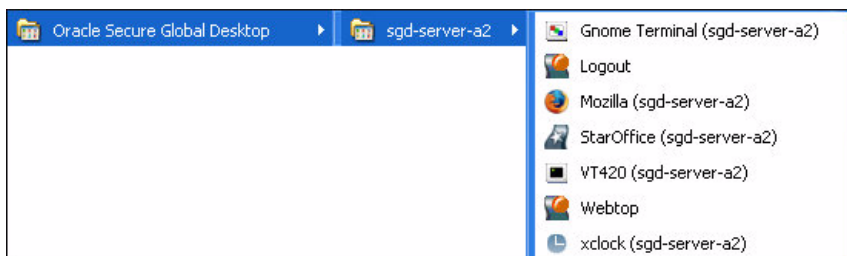 Oracle Secure Global Desktop
sgd-server-a2
Gnome Terminal (sgd-server-a2)
Logout
Mozilla (sgd-server-a2)
StarOffice (sgd-server-a2)
VT420 (sgd-server-a2)
Webtop
xclock (sgd-server-a2)